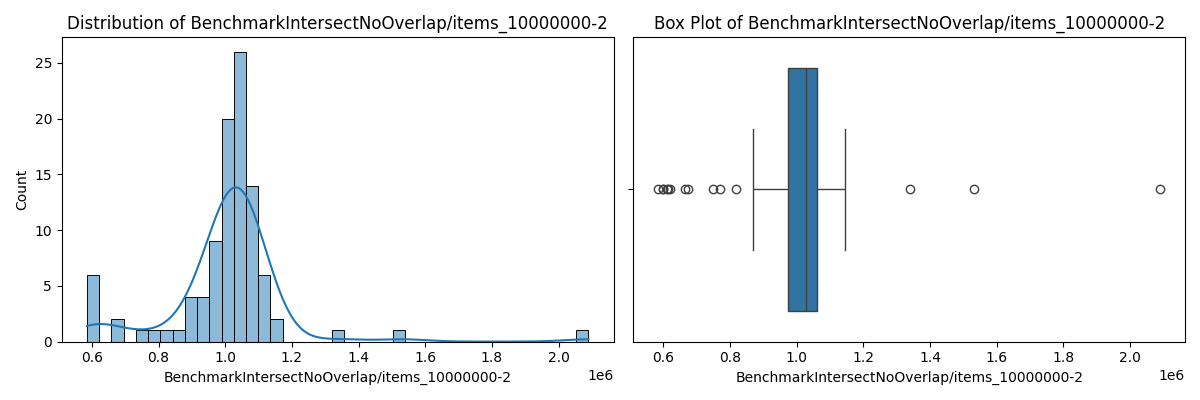 Distribution of BenchmarkIntersectNoOverlap/items_10000000-2
Count
25
20
15
10
5
0
0.6 0.8 1.0 1.2 1.4 1.6 1.8 2.0
1e6
BenchmarkIntersectNoOverlap/items_10000000-2
Box Plot of BenchmarkIntersectNoOverlap/items_10000000-2
0.6 0.8 1.0 1.2 1.4 1.6 1.8 2.0
1e6
BenchmarkIntersectNoOverlap/items_10000000-2